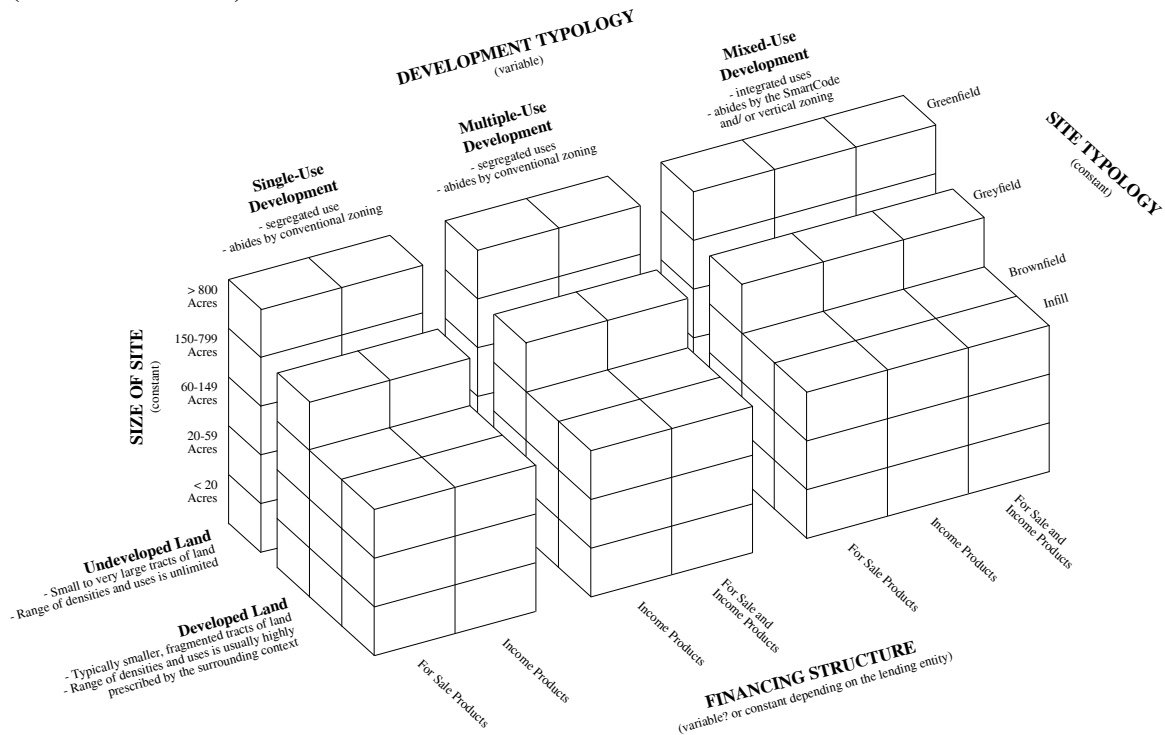 DEVELOPMENT TYPOLOGY
(variable)
Mixed-Use
Development
- integrated uses
- abides by the SmartCode
and/ or vertical zoning
Multiple-Use
Development
- segregated uses
- abides by conventional zoning
Single-Use
Development
- segregated use
- abides by conventional zoning
Greenfield
Greyfield
Brownfield
Infill
SITE TYPOLOGY
(constant)
SIZE OF SITE
(constant)
> 800
Acres
150-799
Acres
60-149
Acres
20-59
Acres
< 20
Acres
Undeveloped Land
- Small to very large tracts of land
- Range of densities and uses is unlimited
Developed Land
- Typically smaller, fragmented tracts of land
- Range of densities and uses is usually highly
prescribed by the surrounding context
For Sale Products
Income Products
Income Products
For Sale and
Income Products
For Sale Products
Income Products
For Sale and
Income Products
FINANCING STRUCTURE
(variable? or constant depending on the lending entity)